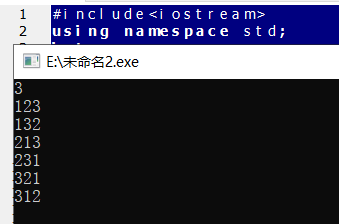 1 #include<iostream>
2 using namespace std;
E:\未命名2.exe
3
123
132
213
231
321
312